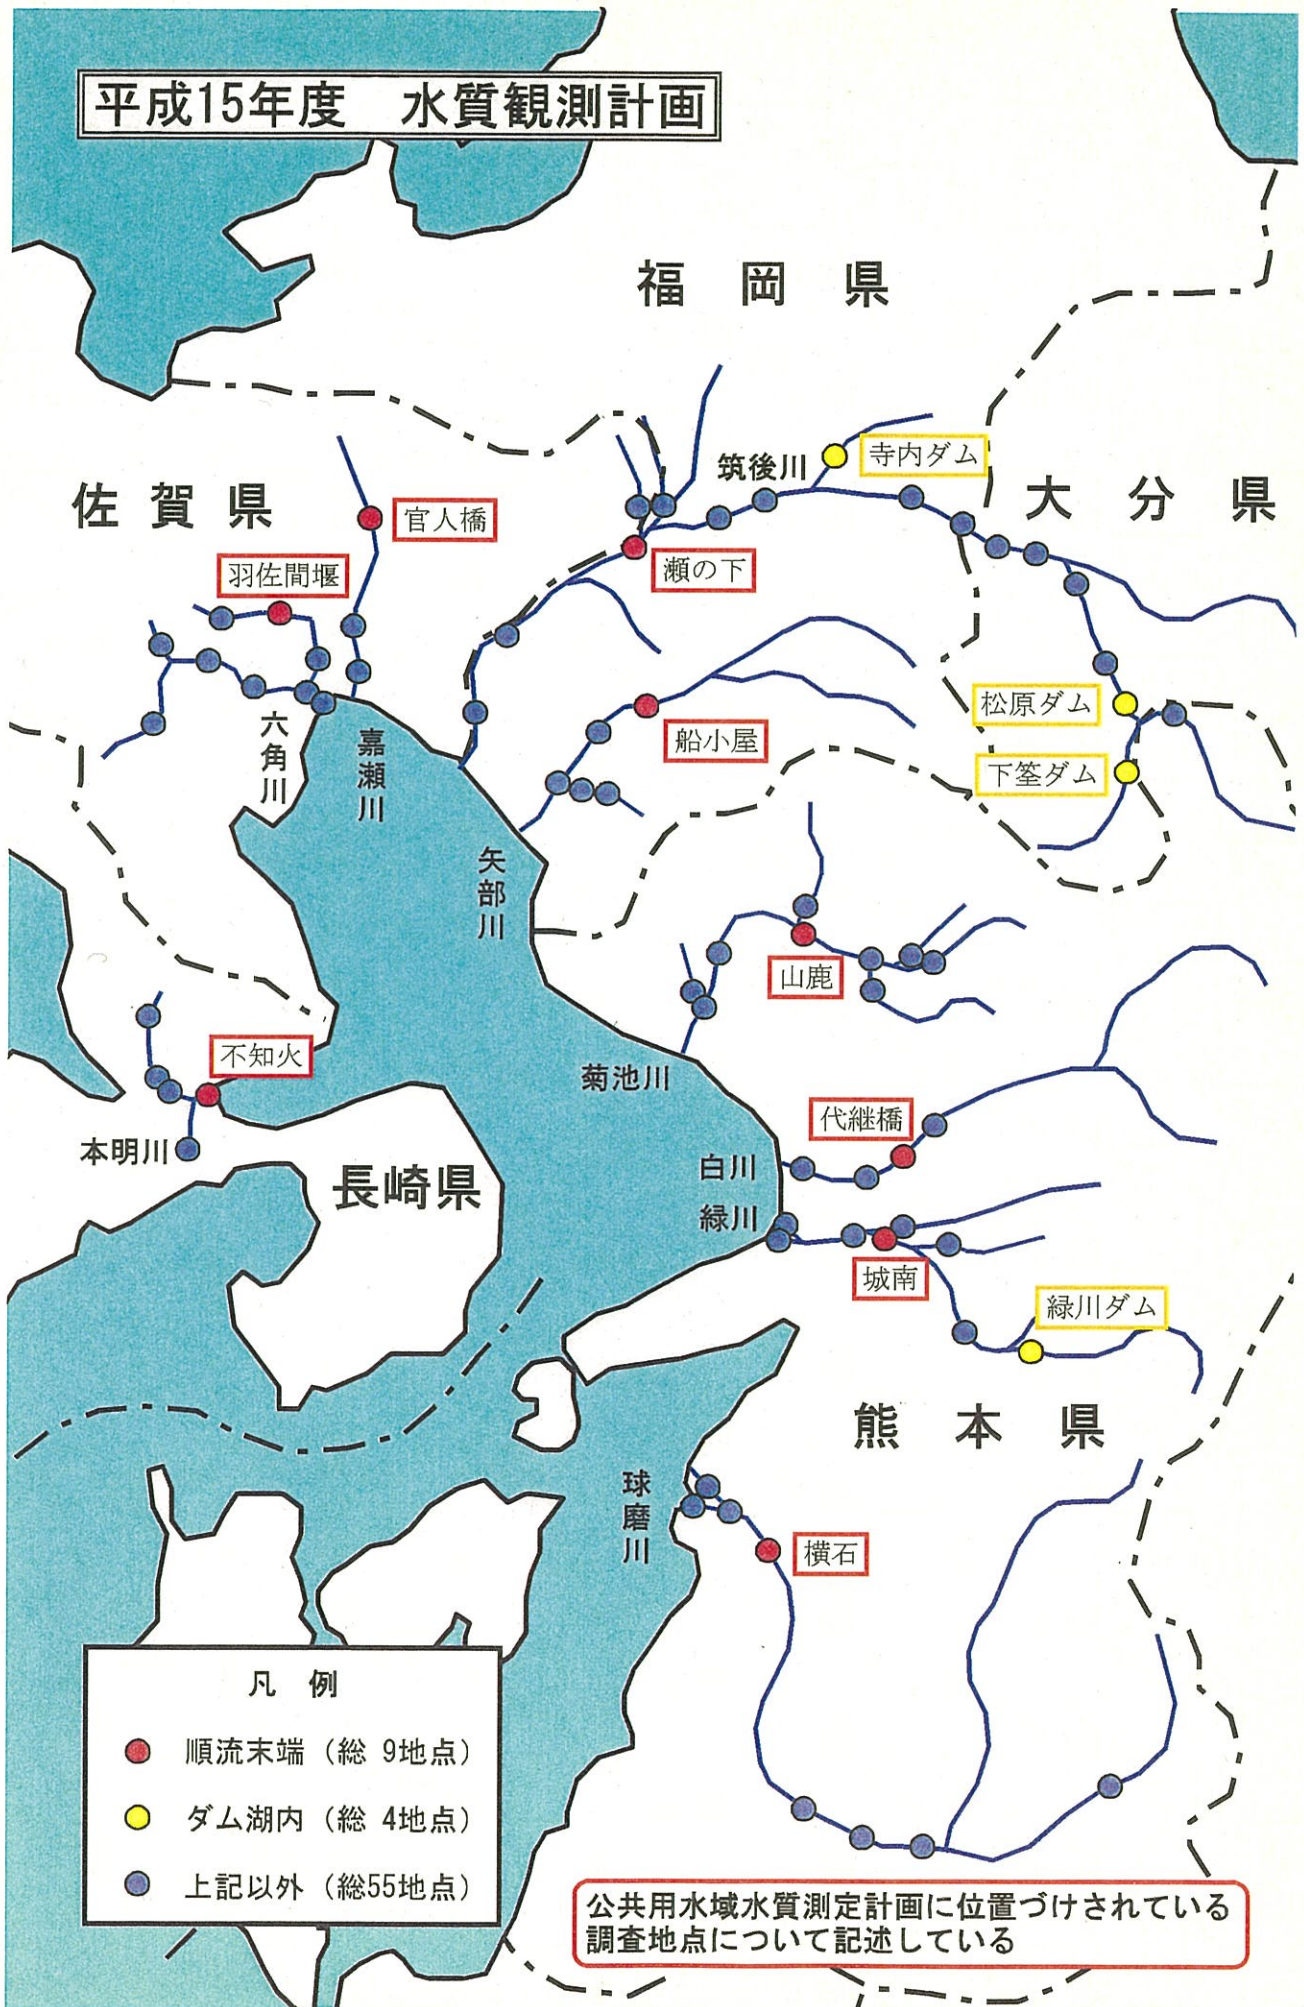 平成15年度 水質観測計画
福岡県
筑後川
寺内ダム
佐賀県
大分県
官人橋
瀬の下
羽佐間堰
松原ダム
船小屋
六角川
嘉瀬川
下筌ダム
矢部川
山鹿
不知火
菊池川
代継橋
本明川
長崎県
白川
緑川
城南
緑川ダム
熊本県
球磨川
横石
凡例
順流末端（総 9地点）
ダム湖内（総 4地点）
上記以外（総55地点）
公共用水域水質測定計画に位置づけされている
調査地点について記述している